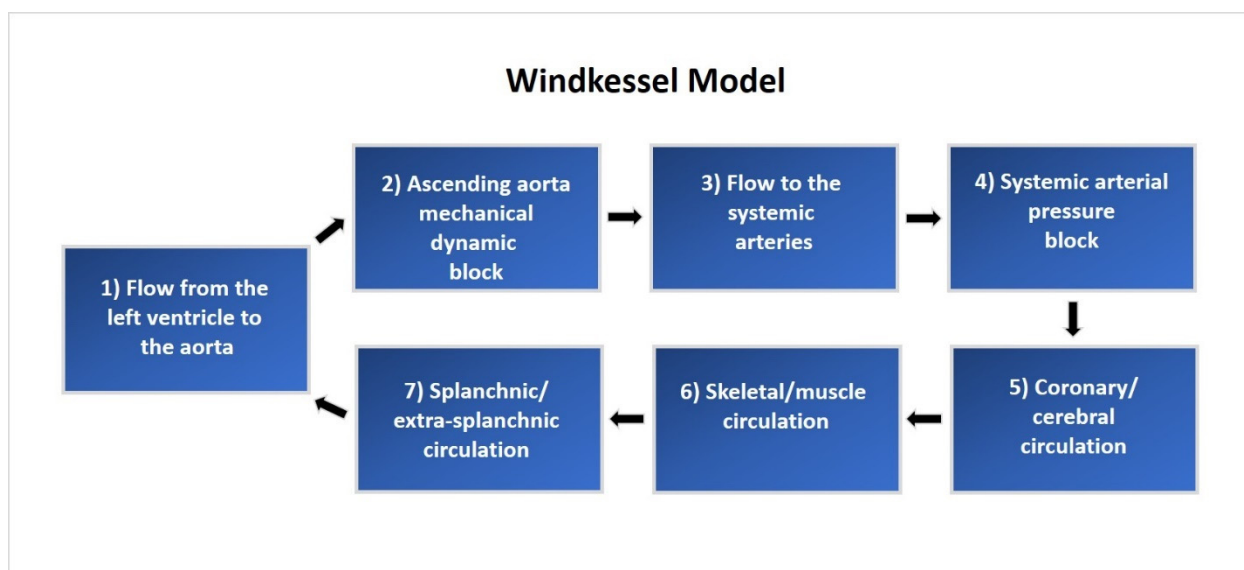 Windkessel Model
1) Flow from the
left ventricle to
the aorta
2) Ascending aorta
mechanical
dynamic
block
3) Flow to the
systemic
arteries
4) Systemic arterial
pressure
block
5) Coronary/
cerebral
circulation
6) Skeletal/muscle
circulation
7) Splanchnic/
extra-splanchnic
circulation